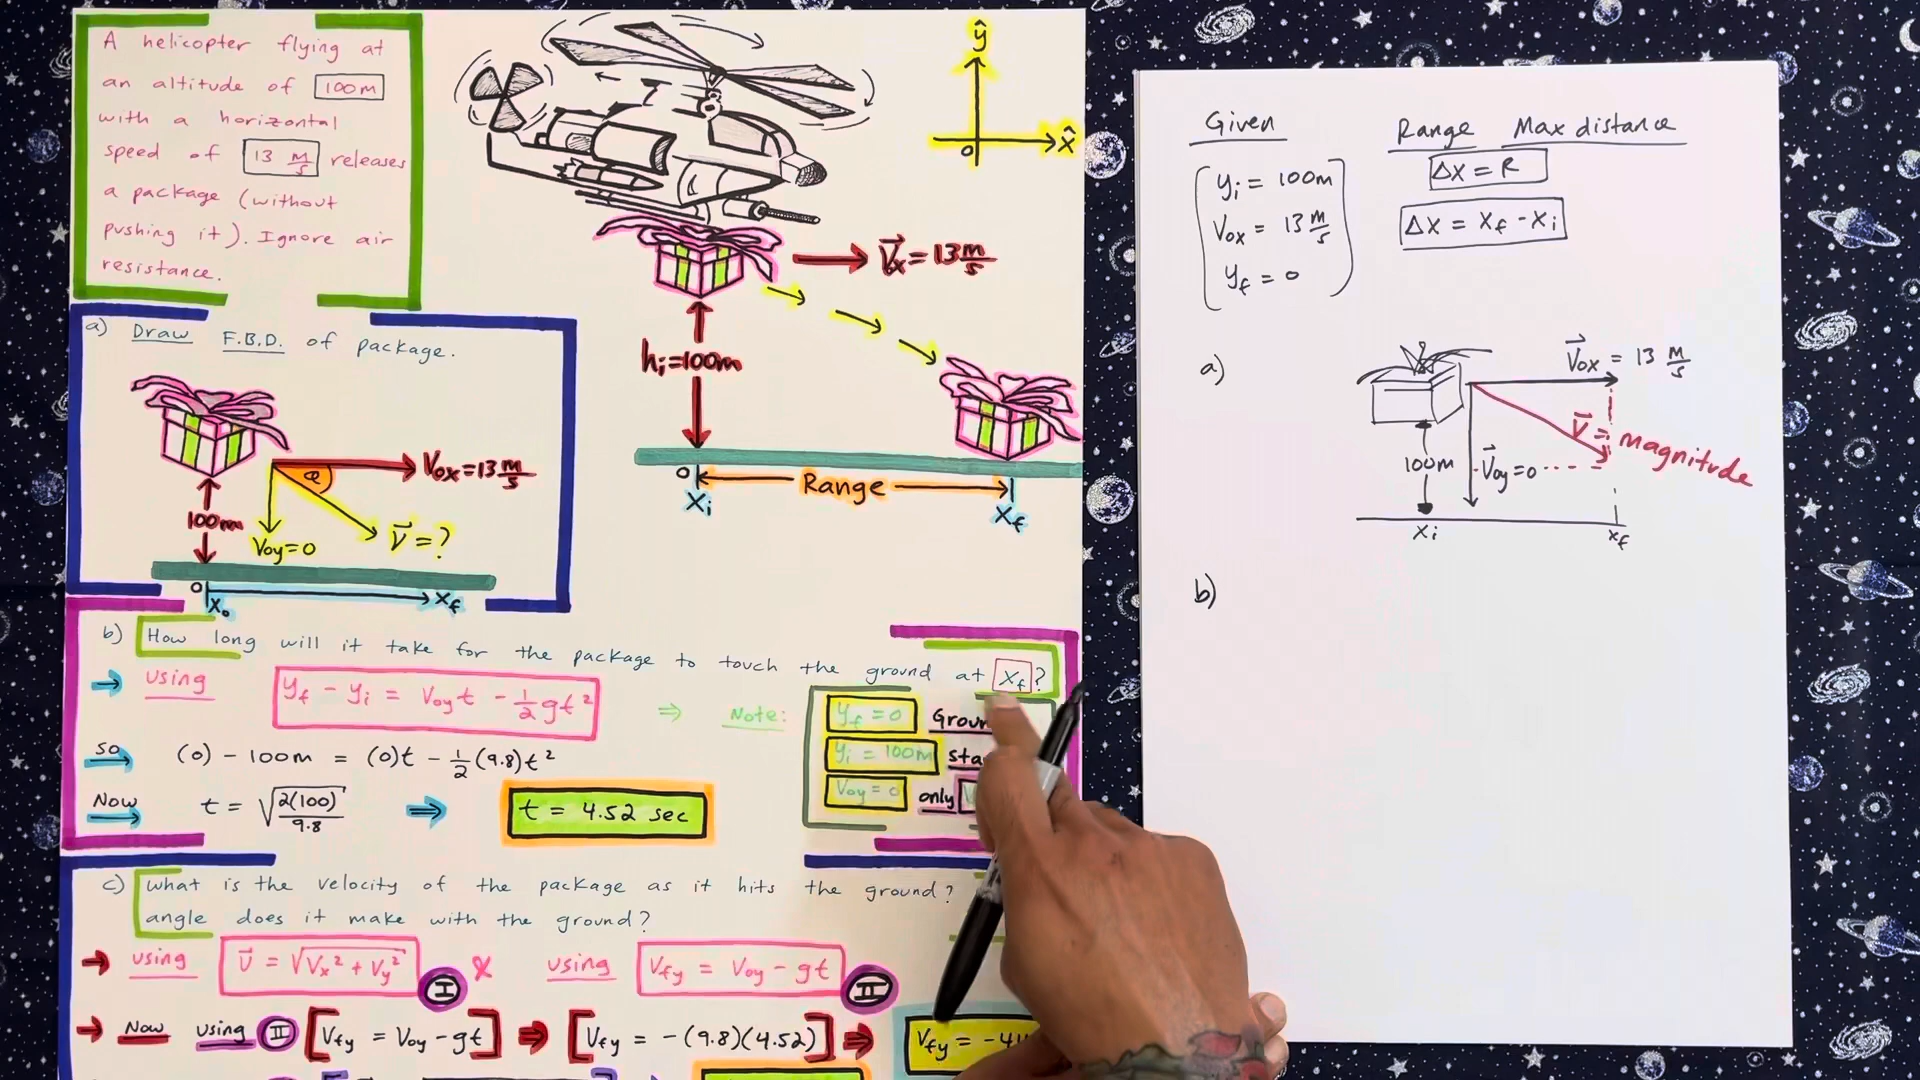 A helicopter flying at
an altitude of 100m
with a horizontal
speed of 13 m/s releases
a package (without
pushing it). Ignore air
resistance.
ŷ
x̂
0
V⃗x = 13 m/s
hi = 100m
0
Range
Xi
Xf
a) Draw F.B.D. of package.
Vox = 13 m/s
100m
Voy = 0
V⃗ = ?
0
X₀
Xf
b) How long will it take for the package to touch the ground at Xf?
using
yf - yi = Voyt - 1/2 gt²
⇒ Note:
yf = 0
yi = 100m
Voy = 0 only
so (0) - 100m = (0)t - 1/2 (9.8)t²
Now t = √(2(100)/9.8) ⇒ t = 4.52 sec
c) what is the velocity of the package as it hits the ground?
angle does it make with the ground?
→ using V⃗ = √(Vx² + Vy²) I & using Vfy = Voy - gt II
→ Now using II [Vfy = Voy - gt] ⇒ [Vfy = -(9.8)(4.52)] ⇒
Given
yi = 100m
Vox = 13 m/s
yf = 0
Range Max distance
Δx = R
Δx = xf - xi
a)
V⃗ox = 13 m/s
V⃗ = magnitude
100m
V⃗oy = 0
xi
xf
b)